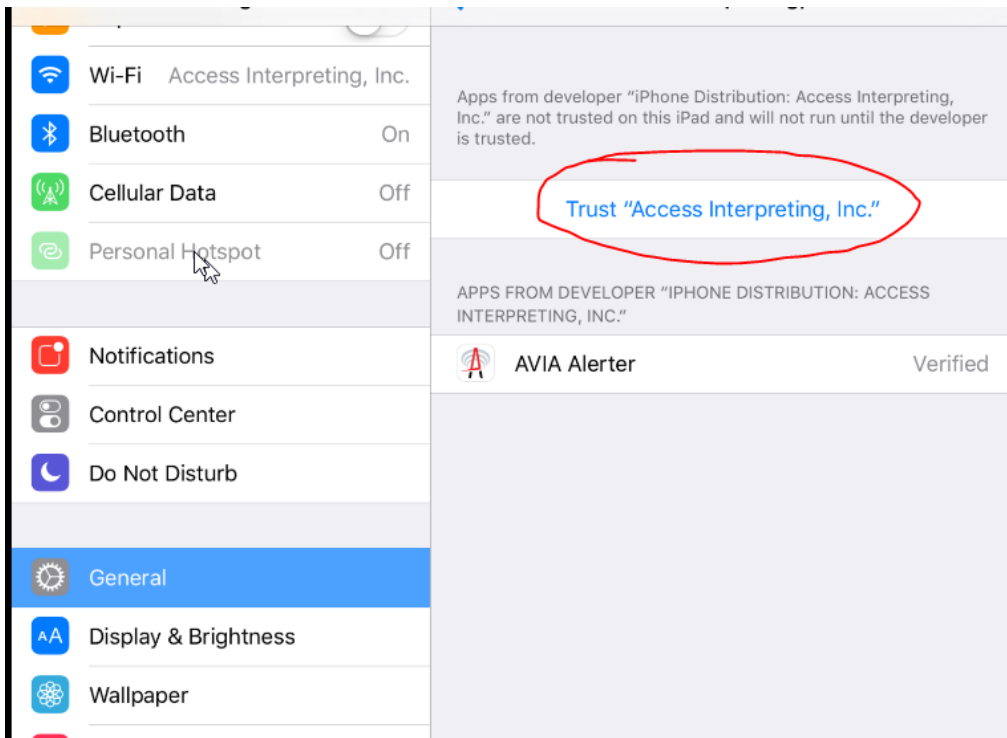 Wi-Fi Access Interpreting, Inc.
Bluetooth On
Cellular Data Off
Personal Hotspot Off
Notifications
Control Center
Do Not Disturb
General
AA Display & Brightness
Wallpaper
Apps from developer “iPhone Distribution: Access Interpreting,
Inc.” are not trusted on this iPad and will not run until the developer
is trusted.
Trust “Access Interpreting, Inc.”
APPS FROM DEVELOPER “IPHONE DISTRIBUTION: ACCESS
INTERPRETING, INC.”
AVIA Alerter Verified